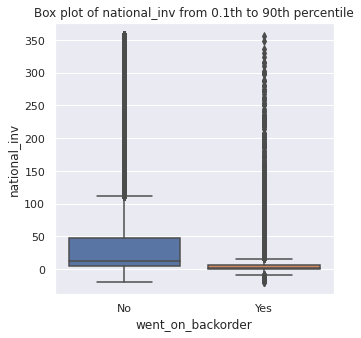 Box plot of national_inv from 0.1th to 90th percentile
350
300
250
200
150
100
50
0
national_inv
No
Yes
went_on_backorder